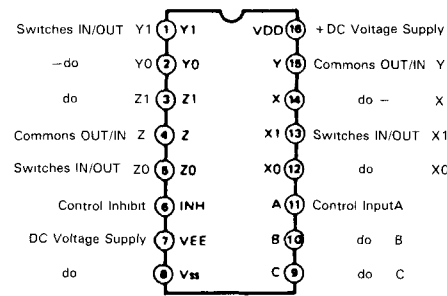 Switches IN/OUT Y1 1 Y1 VDD 16 + DC Voltage Supply
—do Y0 2 Y0 Y 15 Commons OUT/IN Y
do Z1 3 Z1 X 14 do – X
Commons OUT/IN Z 4 Z X1 13 Switches IN/OUT X1
Switches IN/OUT Z0 5 Z0 X0 12 do X0
Control Inhibit 6 INH A 11 Control InputA
DC Voltage Supply 7 VEE B 10 do B
do 8 Vss C 9 do C